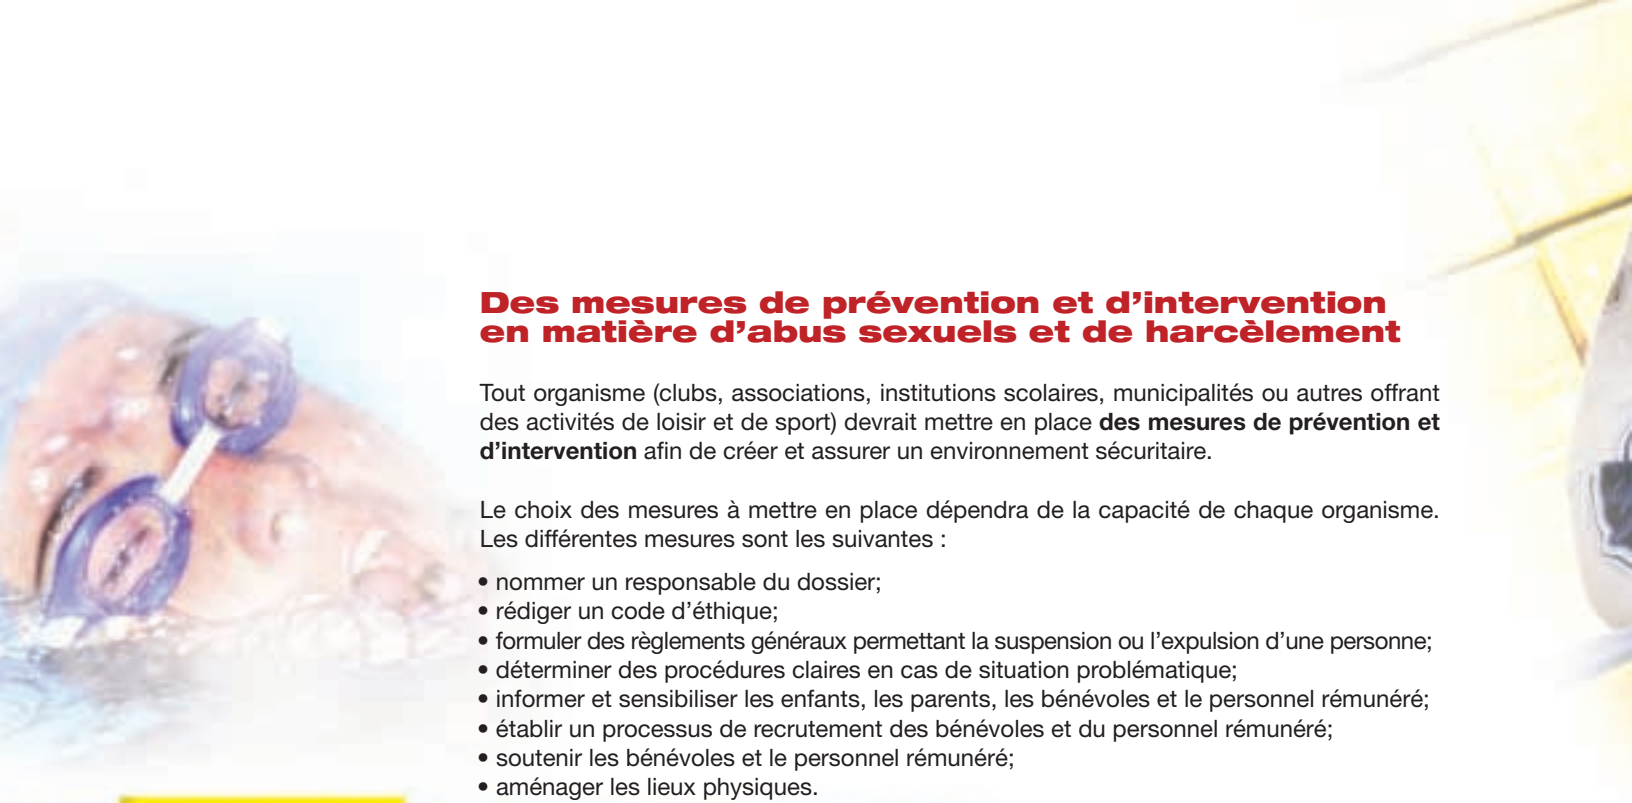 Des mesures de prévention et d’intervention
en matière d’abus sexuels et de harcèlement
Tout organisme (clubs, associations, institutions scolaires, municipalités ou autres offrant
des activités de loisir et de sport) devrait mettre en place des mesures de prévention et
d’intervention afin de créer et assurer un environnement sécuritaire.
Le choix des mesures à mettre en place dépendra de la capacité de chaque organisme.
Les différentes mesures sont les suivantes :
• nommer un responsable du dossier;
• rédiger un code d’éthique;
• formuler des règlements généraux permettant la suspension ou l’expulsion d’une personne;
• déterminer des procédures claires en cas de situation problématique;
• informer et sensibiliser les enfants, les parents, les bénévoles et le personnel rémunéré;
• établir un processus de recrutement des bénévoles et du personnel rémunéré;
• soutenir les bénévoles et le personnel rémunéré;
• aménager les lieux physiques.